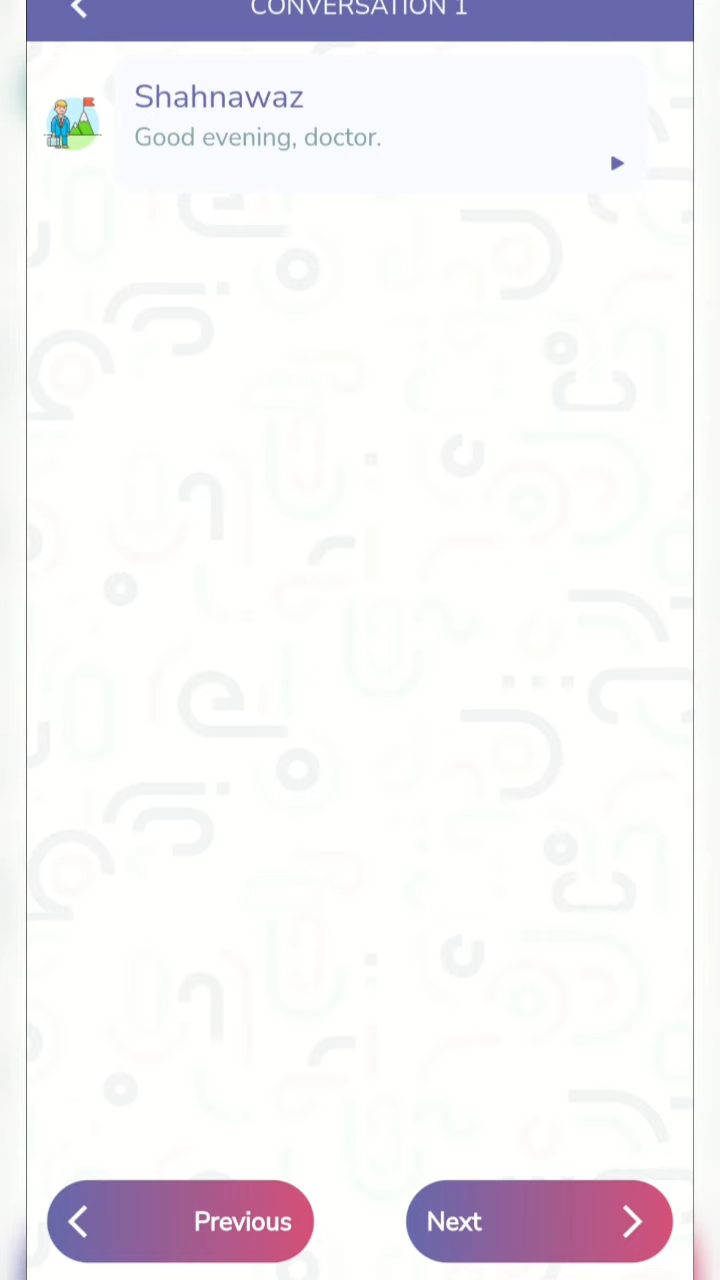 CONVERSATION 1
Shahnawaz
Good evening, doctor.
Previous
Next